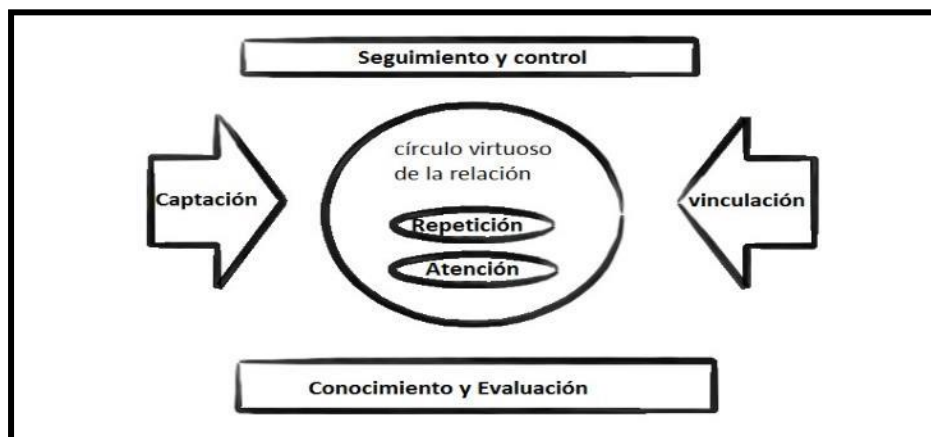 Seguimiento y control
círculo virtuoso
de la relación
Captación
vinculación
Repetición
Atención
Conocimiento y Evaluación